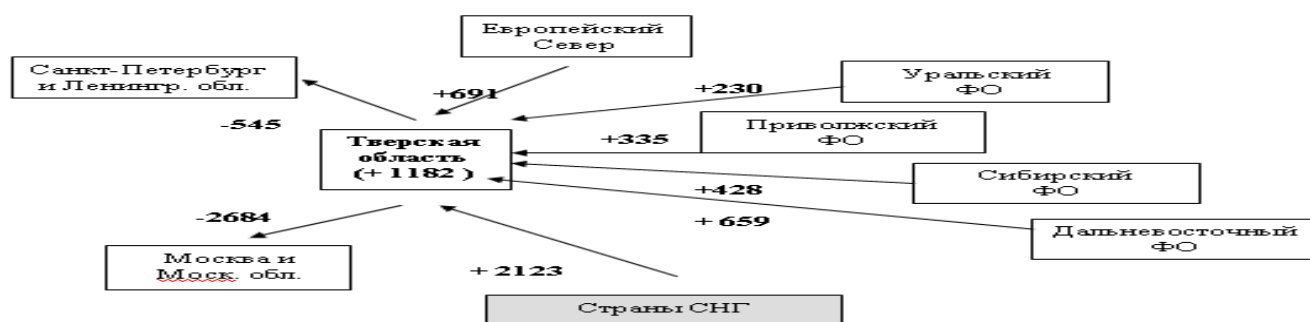 Европейский
Север
Санкт-Петербург
и Ленингр. обл.
Уральский
ФО
+691
+230
-545
Приволжский
ФО
+335
Тверская
область
(+ 1182 )
Сибирский
ФО
+428
-2684
+ 659
Дальневосточный
ФО
Москва и
Моск. обл.
+ 2123
Страны СНГ